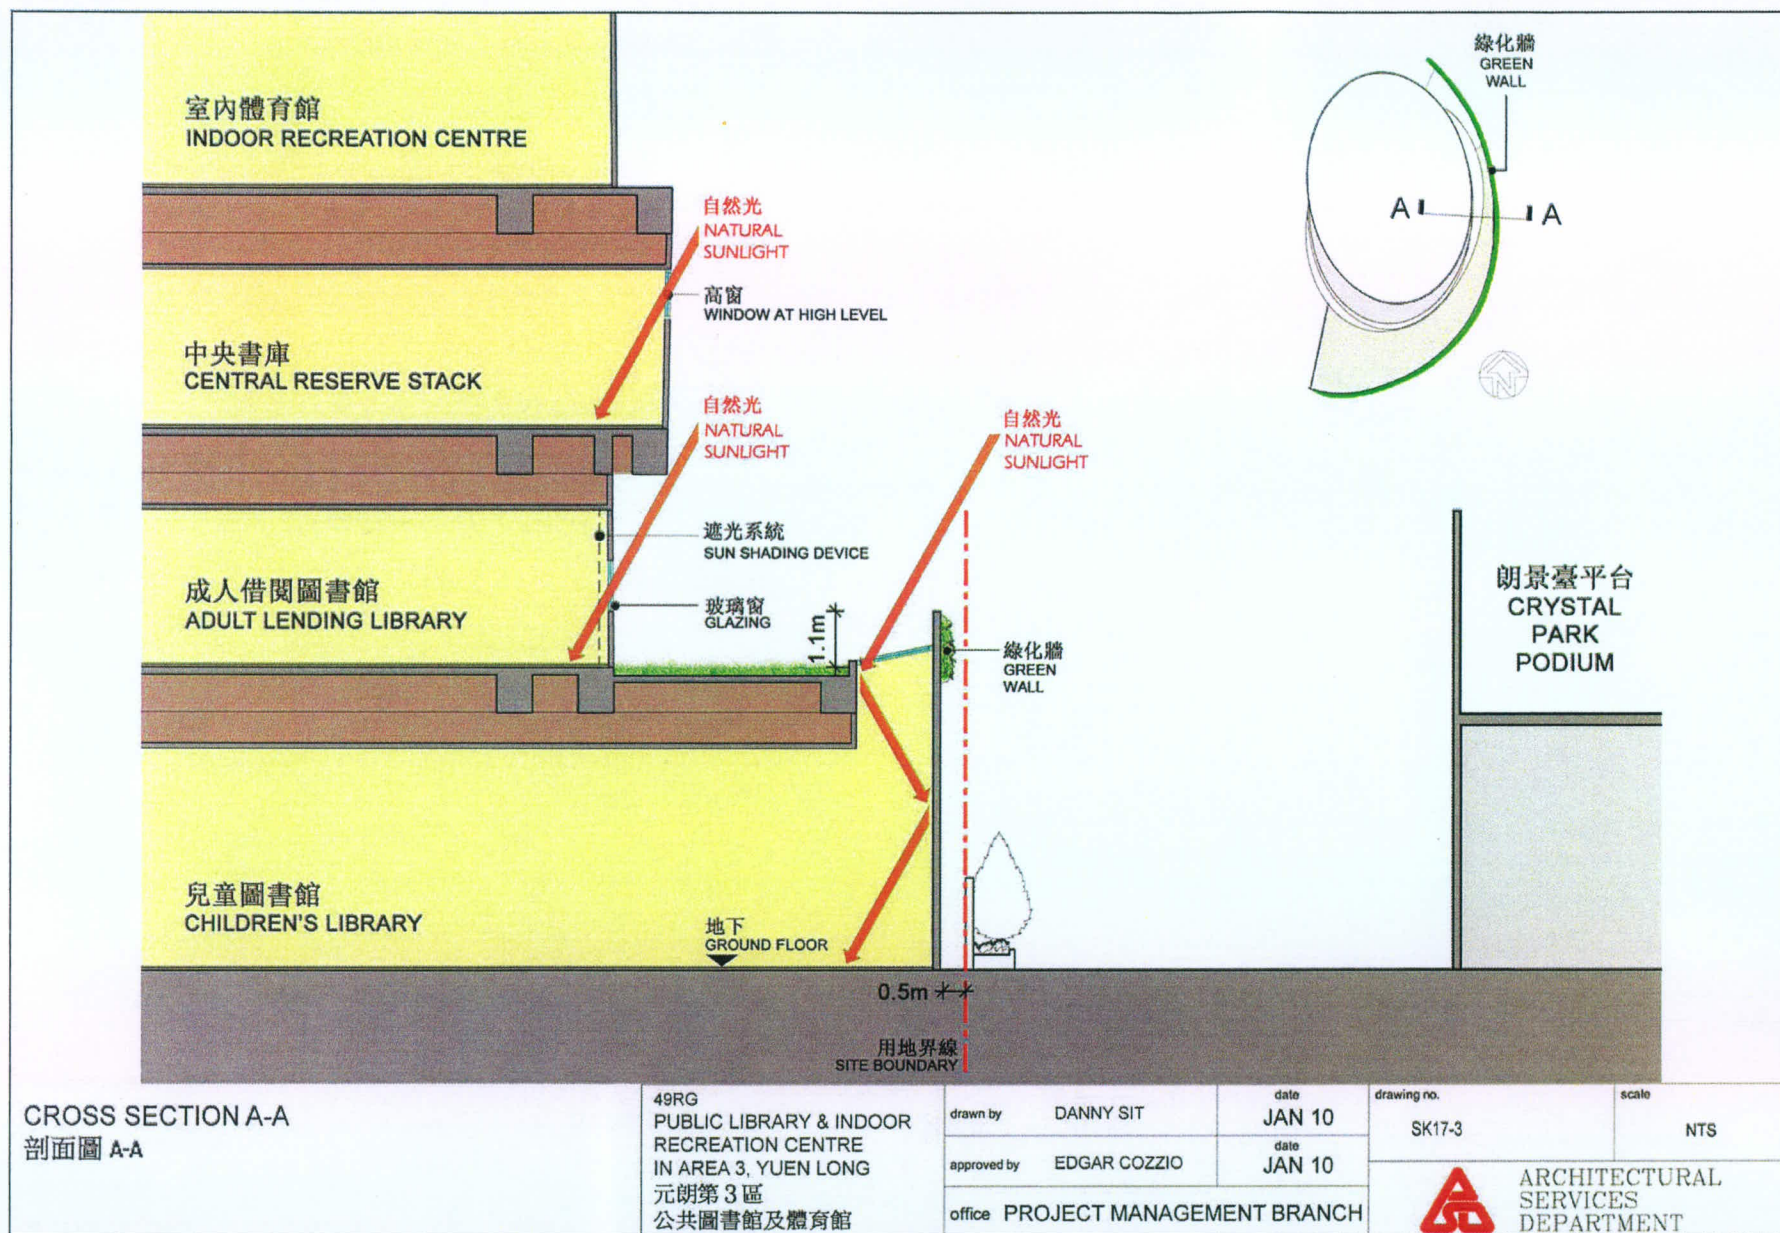 室內體育館
INDOOR RECREATION CENTRE
綠化牆
GREEN
WALL
A
A
N
自然光
NATURAL
SUNLIGHT
高窗
WINDOW AT HIGH LEVEL
中央書庫
CENTRAL RESERVE STACK
自然光
NATURAL
SUNLIGHT
自然光
NATURAL
SUNLIGHT
遮光系統
SUN SHADING DEVICE
成人借閱圖書館
ADULT LENDING LIBRARY
玻璃窗
GLAZING
1.1m
綠化牆
GREEN
WALL
朗景臺平台
CRYSTAL
PARK
PODIUM
兒童圖書館
CHILDREN'S LIBRARY
地下
GROUND FLOOR
0.5m
用地界線
SITE BOUNDARY
CROSS SECTION A-A
剖面圖 A-A
49RG
PUBLIC LIBRARY & INDOOR
RECREATION CENTRE
IN AREA 3, YUEN LONG
元朗第3區
公共圖書館及體育館
drawn by DANNY SIT
date
JAN 10
approved by EDGAR COZZIO
date
JAN 10
office PROJECT MANAGEMENT BRANCH
drawing no.
SK17-3
scale
NTS
ARCHITECTURAL
SERVICES
DEPARTMENT